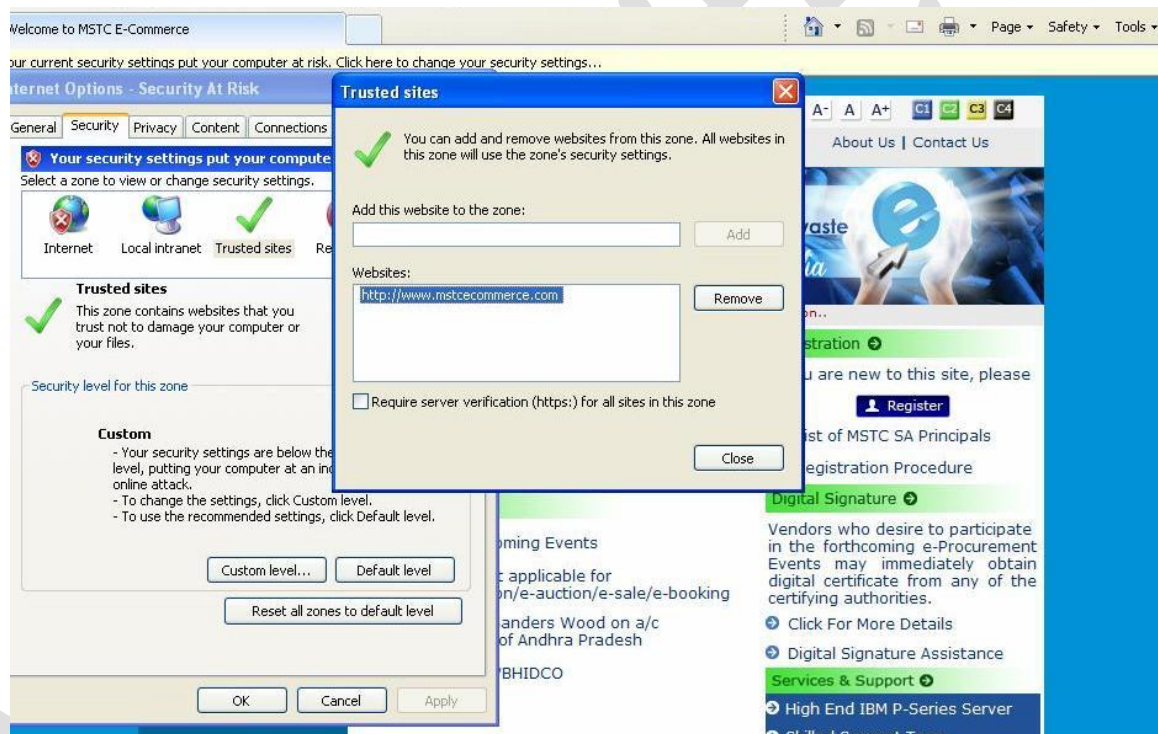 Welcome to MSTC E-Commerce
Page Safety Tools
our current security settings put your computer at risk. Click here to change your security settings...
ternet Options - Security At Risk
General Security Privacy Content Connections
Your security settings put your compute
Select a zone to view or change security settings.
Internet Local intranet Trusted sites Re
Trusted sites
This zone contains websites that you
trust not to damage your computer or
your files.
Security level for this zone
Custom
- Your security settings are below the
level, putting your computer at an inc
online attack.
- To change the settings, click Custom level.
- To use the recommended settings, click Default level.
Custom level... Default level
Reset all zones to default level
OK Cancel Apply
Trusted sites
You can add and remove websites from this zone. All websites in
this zone will use the zone's security settings.
Add this website to the zone:
Add
Websites:
http://www.mstcecommerce.com
Remove
Require server verification (https:) for all sites in this zone
Close
A- A A+ C1 C2 C3 C4
About Us | Contact Us
aste
ia
on..
stration
u are new to this site, please
Register
ist of MSTC SA Principals
egistration Procedure
Digital Signature
Vendors who desire to participate
in the forthcoming e-Procurement
Events may immediately obtain
digital certificate from any of the
certifying authorities.
Click For More Details
Digital Signature Assistance
Services & Support
High End IBM P-Series Server
oming Events
t applicable for
on/e-auction/e-sale/e-booking
anders Wood on a/c
of Andhra Pradesh
BHIDCO